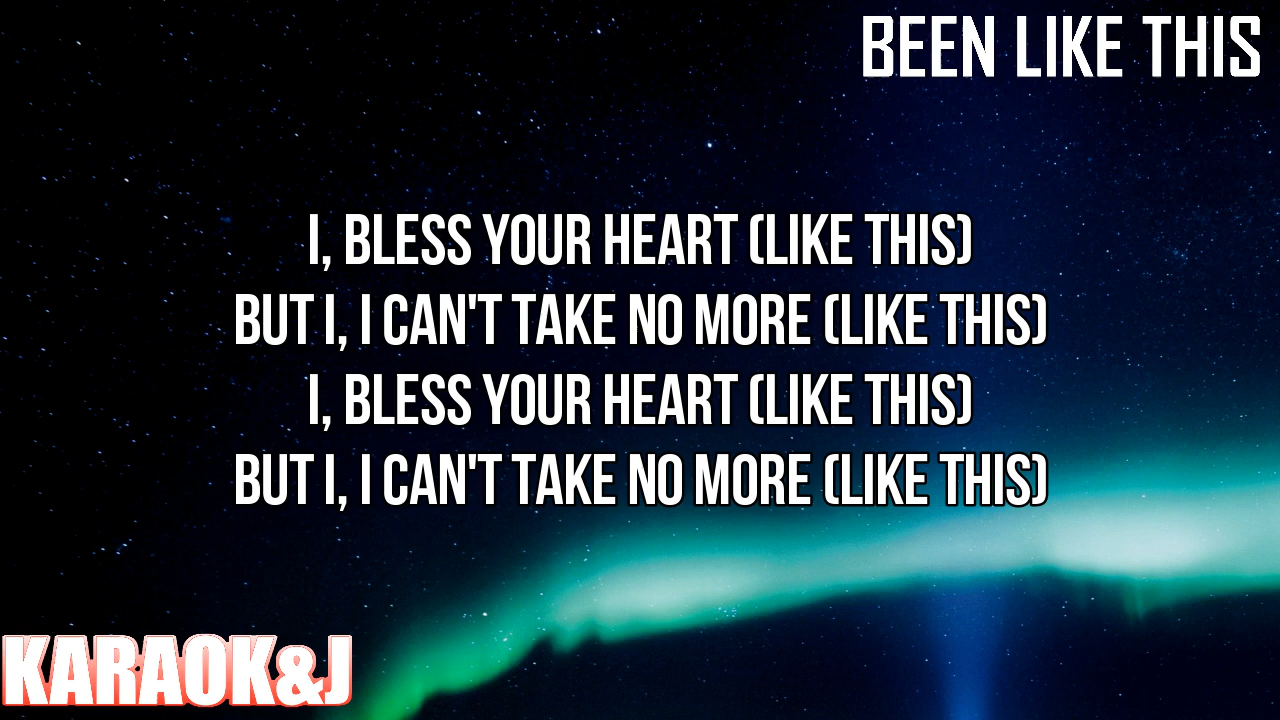 BEEN LIKE THIS
I, BLESS YOUR HEART (LIKE THIS)
BUT I, I CAN'T TAKE NO MORE (LIKE THIS)
I, BLESS YOUR HEART (LIKE THIS)
BUT I, I CAN'T TAKE NO MORE (LIKE THIS)
KARAOK&J